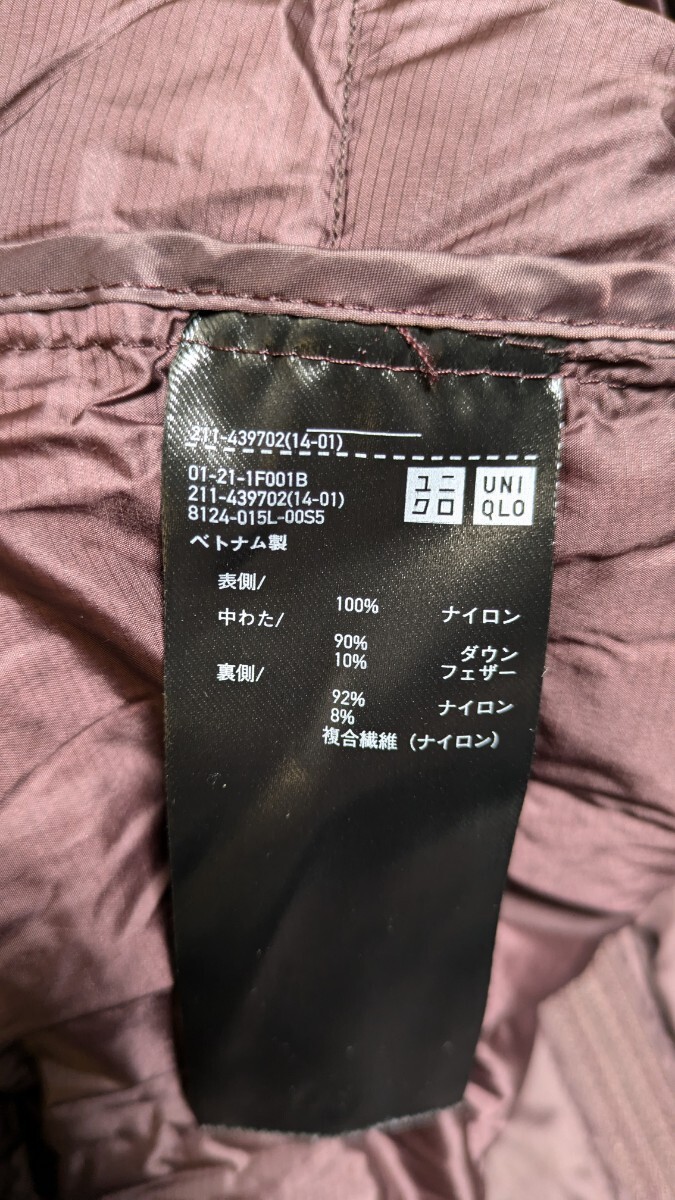 211-439702(14-01)
01-21-1F001B
211-439702(14-01)
8124-015L-00S5
ユニ
クロ
UNI
QLO
ベトナム製
表側/
100% ナイロン
中わた/
90% ダウン
10% フェザー
裏側/
92% ナイロン
8%
複合繊維（ナイロン）